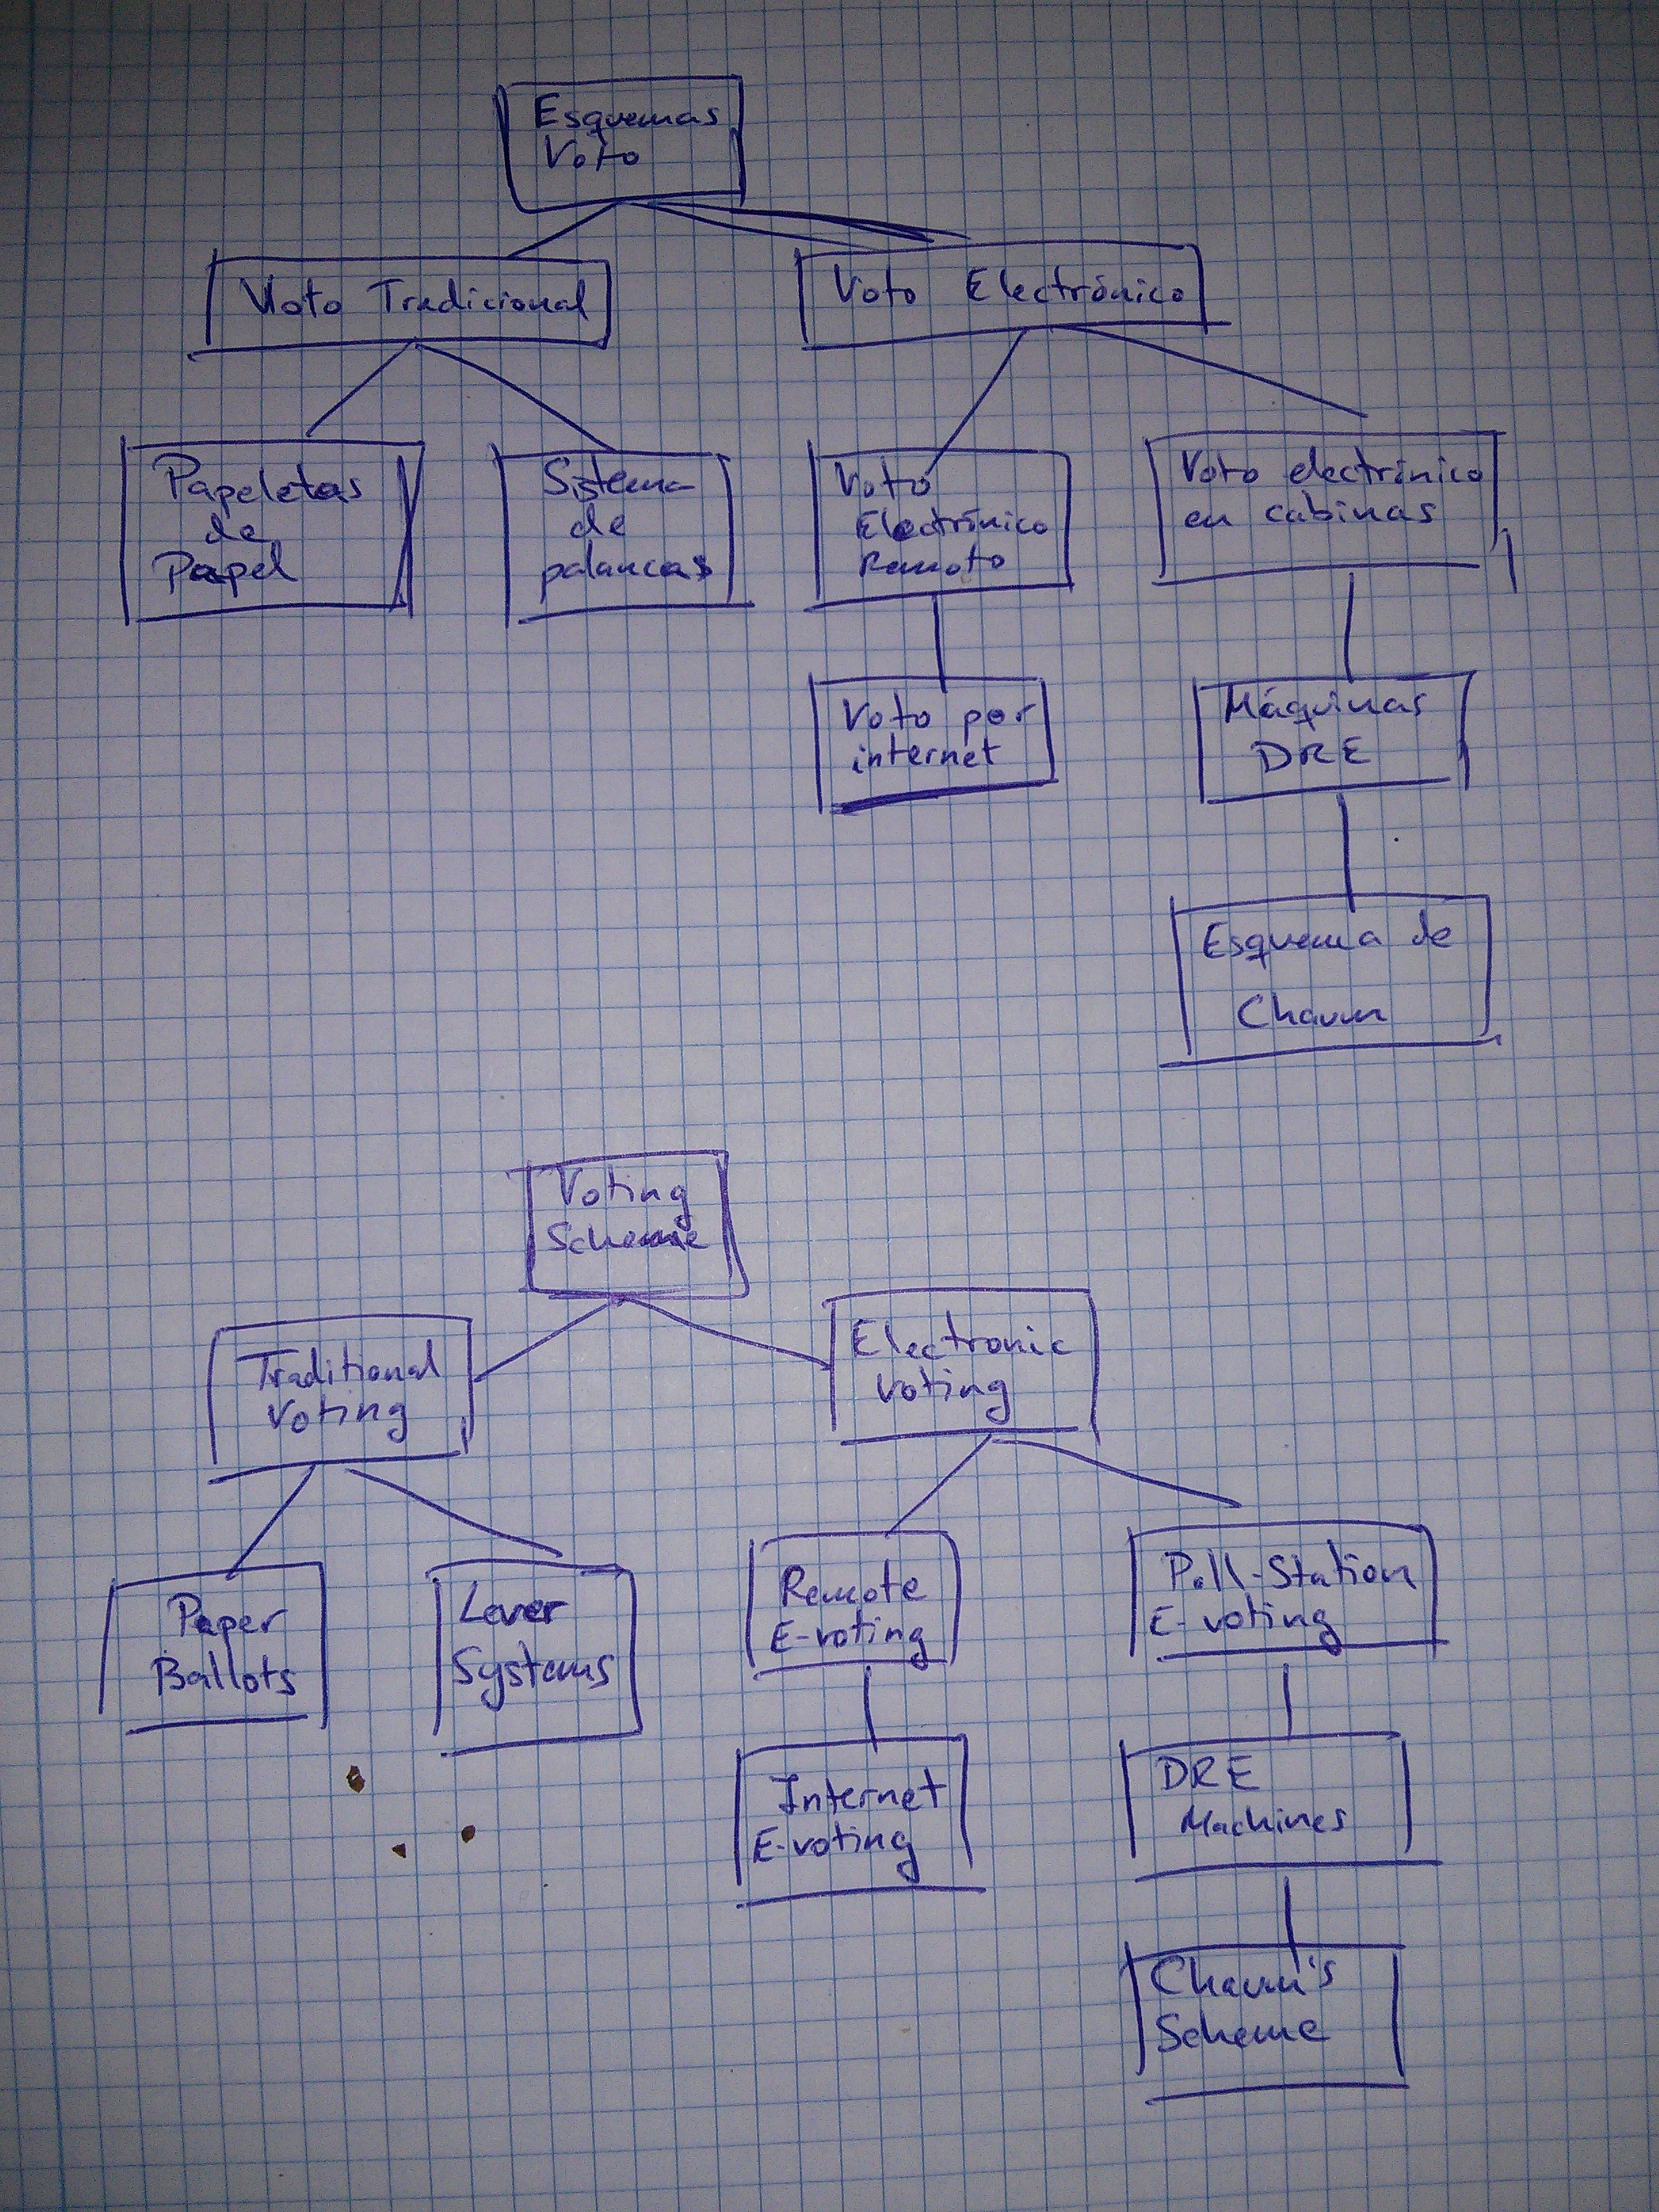 Esquemas
Voto
Voto Tradicional
Voto Electrónico
Papeletas
de
Papel
Sistema
de
palancas
Voto
Electrónico
Remoto
Voto electrónico
en cabinas
Voto por
internet
Máquinas
DRE
Esquema de
Chaum
Voting
Scheme
Traditional
Voting
Electronic
Voting
Paper
Ballots
Lever
Systems
Remote
E-voting
Poll-Station
E-voting
Internet
E-voting
DRE
Machines
Chaum's
Scheme